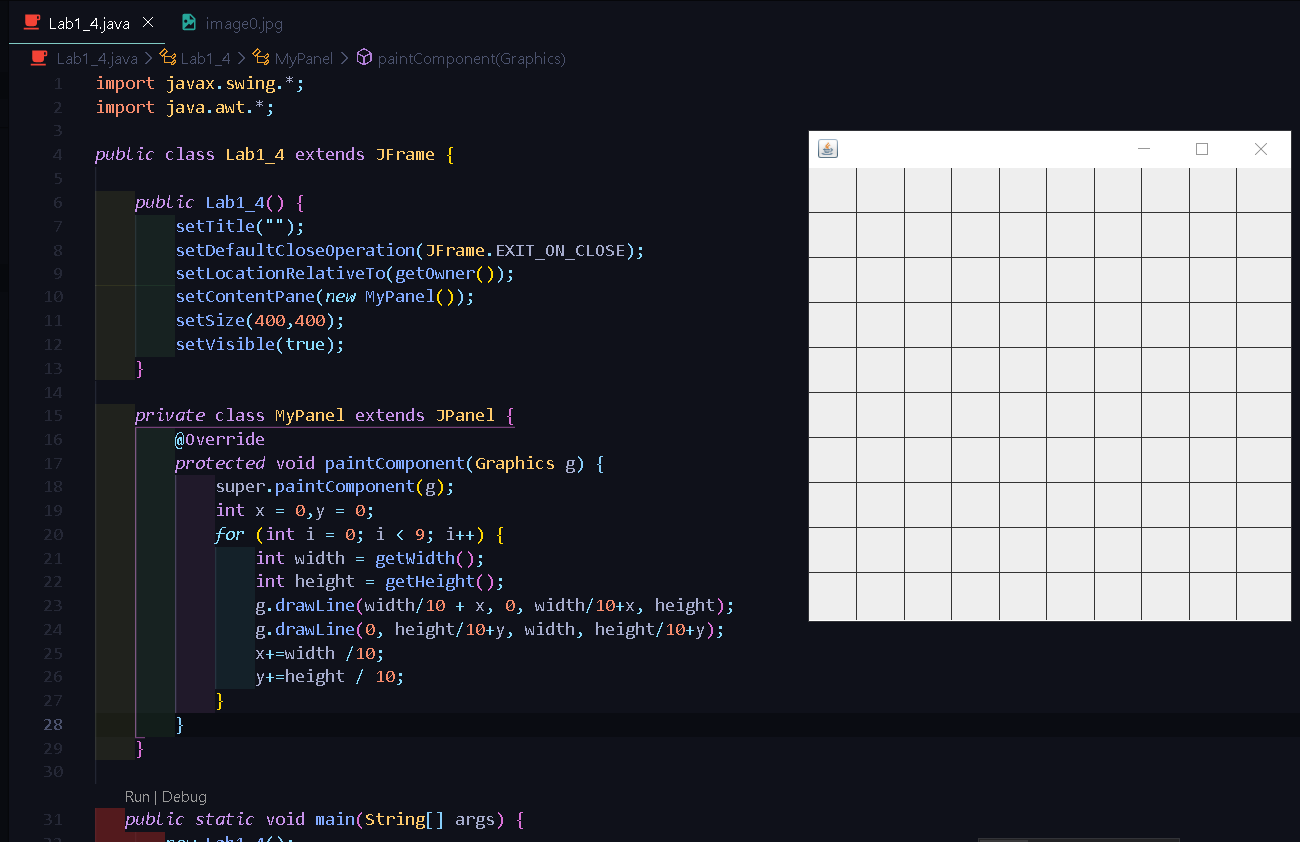 Lab1_4.java image0.jpg
Lab1_4.java > Lab1_4 > MyPanel > paintComponent(Graphics)
1 import javax.swing.*;
2 import java.awt.*;
3
4 public class Lab1_4 extends JFrame {
5
6 public Lab1_4() {
7 setTitle("");
8 setDefaultCloseOperation(JFrame.EXIT_ON_CLOSE);
9 setLocationRelativeTo(getOwner());
10 setContentPane(new MyPanel());
11 setSize(400,400);
12 setVisible(true);
13 }
14
15 private class MyPanel extends JPanel {
16 @Override
17 protected void paintComponent(Graphics g) {
18 super.paintComponent(g);
19 int x = 0,y = 0;
20 for (int i = 0; i < 9; i++) {
21 int width = getWidth();
22 int height = getHeight();
23 g.drawLine(width/10 + x, 0, width/10+x, height);
24 g.drawLine(0, height/10+y, width, height/10+y);
25 x+=width /10;
26 y+=height / 10;
27 }
28 }
29 }
30
Run | Debug
31 public static void main(String[] args) {
32 new Lab1_4();